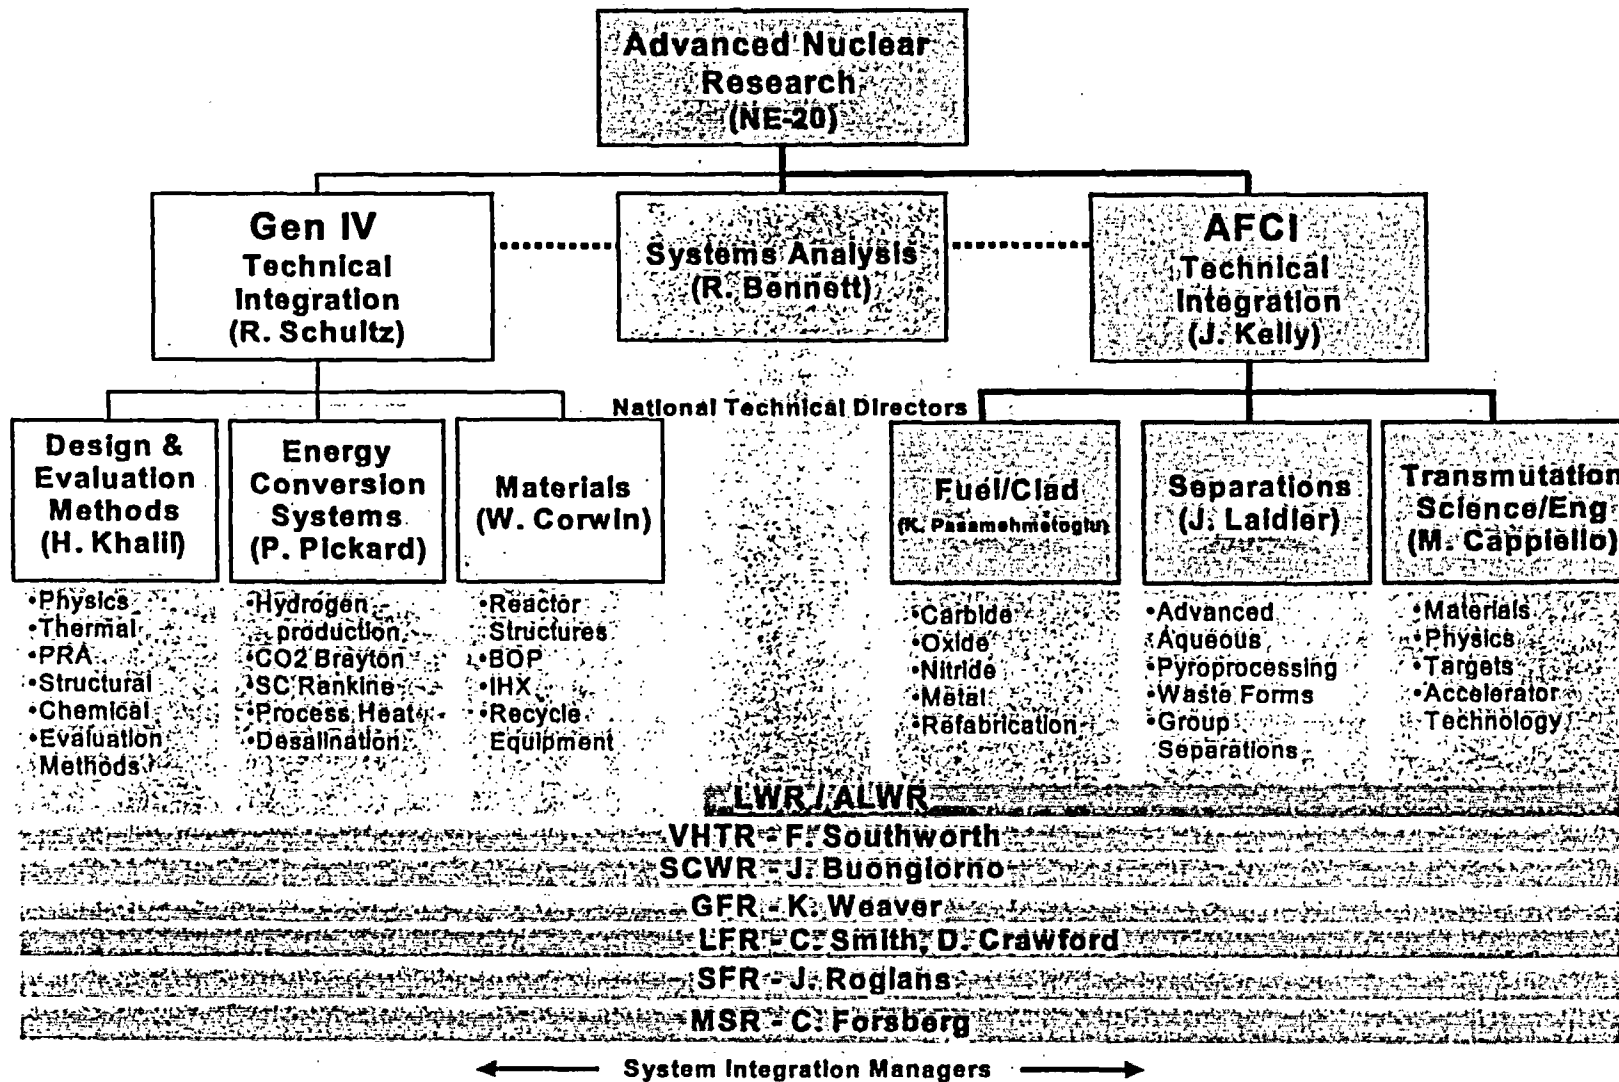 Advanced Nuclear
Research
(NE-20)
Gen IV
Technical
Integration
(R. Schultz)
Systems Analysis
(R. Bennett)
AFCI
Technical
Integration
(J. Kelly)
National Technical Directors
Design &
Evaluation
Methods
(H. Khalil)
Energy
Conversion
Systems
(P. Pickard)
Materials
(W. Corwin)
Fuel/Clad
(K. Pasamehmetoglu)
Separations
(J. Laidler)
Transmutation
Science/Eng
(M. Cappiello)
•Physics
•Thermal
•PRA
•Structural
•Chemical
•Evaluation
Methods
•Hydrogen
production
•CO2 Brayton
•SC Rankine
•Process Heat
•Desalination
•Reactor
Structures
•BOP
•IHX
•Recycle
Equipment
•Carbide
•Oxide
•Nitride
•Metal
•Refabrication
•Advanced
Aqueous
•Pyroprocessing
•Waste Forms
•Group
Separations
•Materials
•Physics
•Targets
•Accelerator
Technology
LWR / ALWR
VHTR - F. Southworth
SCWR - J. Buongiorno
GFR - K. Weaver
LFR - C. Smith, D. Crawford
SFR - J. Roglans
MSR - C. Forsberg
System Integration Managers